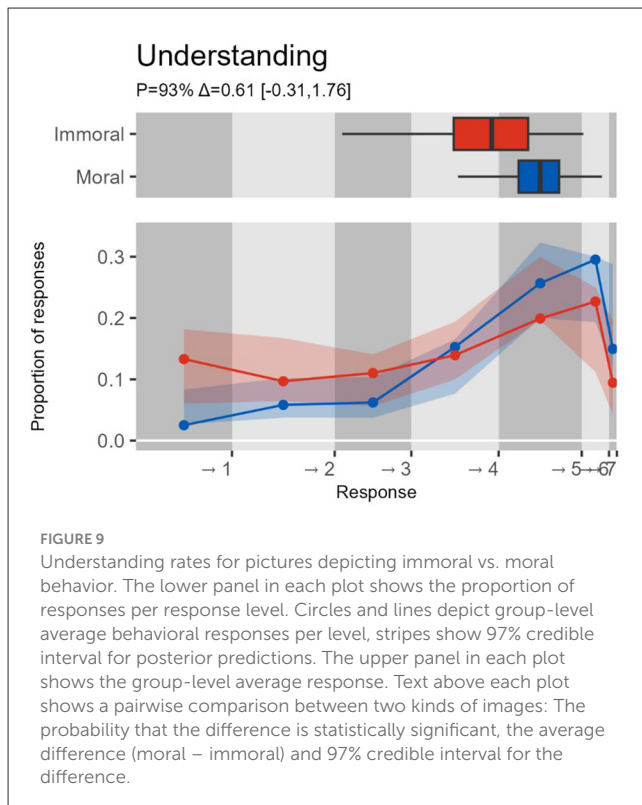 Understanding
P=93% Δ=0.61 [-0.31,1.76]
Immoral
Moral
Proportion of responses
0.3
0.2
0.1
0.0
→ 1 → 2 → 3 → 4 → 5 →6 7
Response
FIGURE 9
Understanding rates for pictures depicting immoral vs. moral
behavior. The lower panel in each plot shows the proportion of
responses per response level. Circles and lines depict group-level
average behavioral responses per level, stripes show 97% credible
interval for posterior predictions. The upper panel in each plot
shows the group-level average response. Text above each plot
shows a pairwise comparison between two kinds of images: The
probability that the difference is statistically significant, the average
difference (moral – immoral) and 97% credible interval for the
difference.